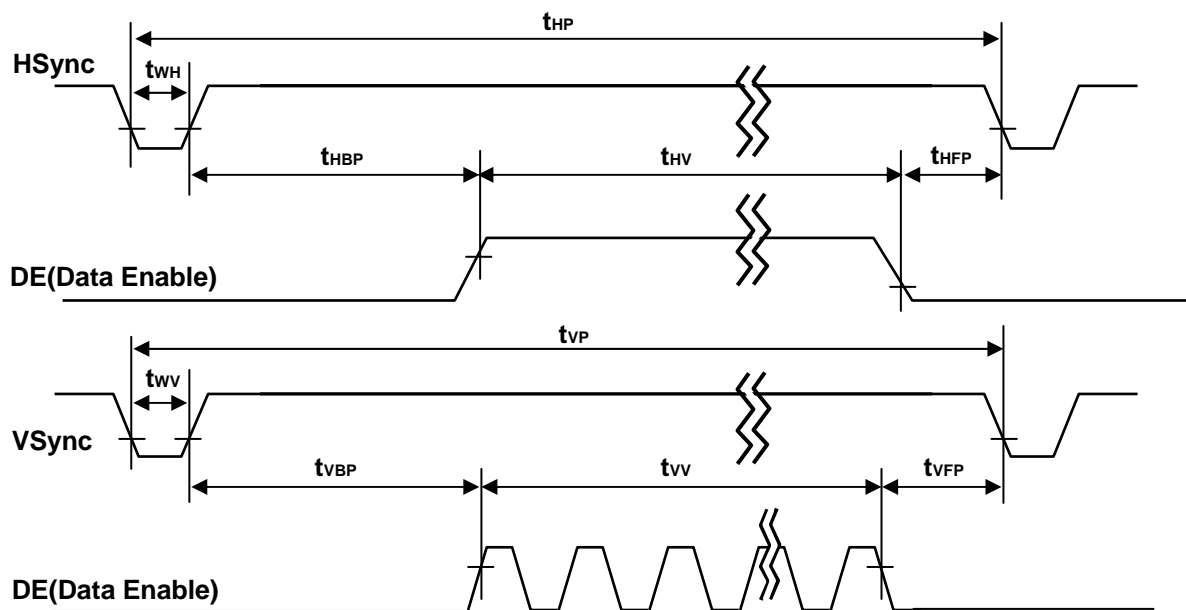 tHP
HSync
tWH
tHBP tHV tHFP
DE(Data Enable)
tVP
tWV
VSync
tVBP tVV tVFP
DE(Data Enable)